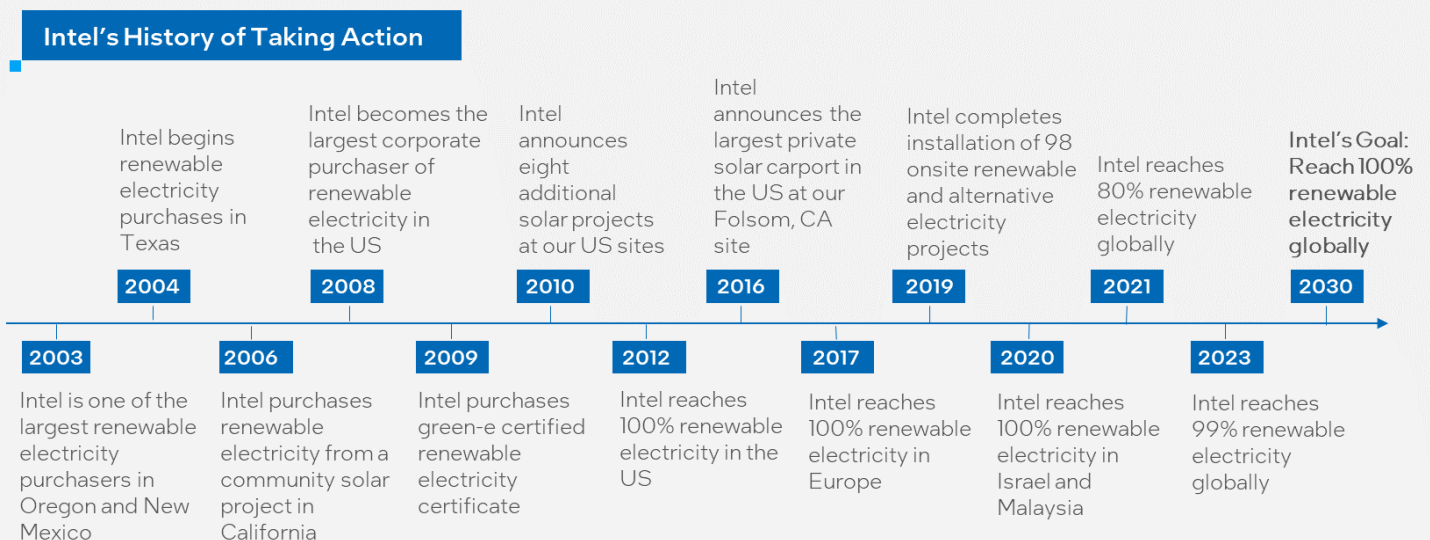 Intel's History of Taking Action
Intel begins
renewable
electricity
purchases in
Texas
2004
Intel becomes the
largest corporate
purchaser of
renewable
electricity in
the US
2008
Intel
announces
eight
additional
solar projects
at our US sites
2010
Intel
announces the
largest private
solar carport in
the US at our
Folsom, CA
site
2016
Intel completes
installation of 98
onsite renewable
and alternative
electricity
projects
2019
Intel reaches
80% renewable
electricity
globally
2021
Intel's Goal:
Reach 100%
renewable
electricity
globally
2030
2003
Intel is one of the
largest renewable
electricity
purchasers in
Oregon and New
Mexico
2006
Intel purchases
renewable
electricity from a
community solar
project in
California
2009
Intel purchases
green-e certified
renewable
electricity
certificate
2012
Intel reaches
100% renewable
electricity in the
US
2017
Intel reaches
100% renewable
electricity in
Europe
2020
Intel reaches
100% renewable
electricity in
Israel and
Malaysia
2023
Intel reaches
99% renewable
electricity
globally